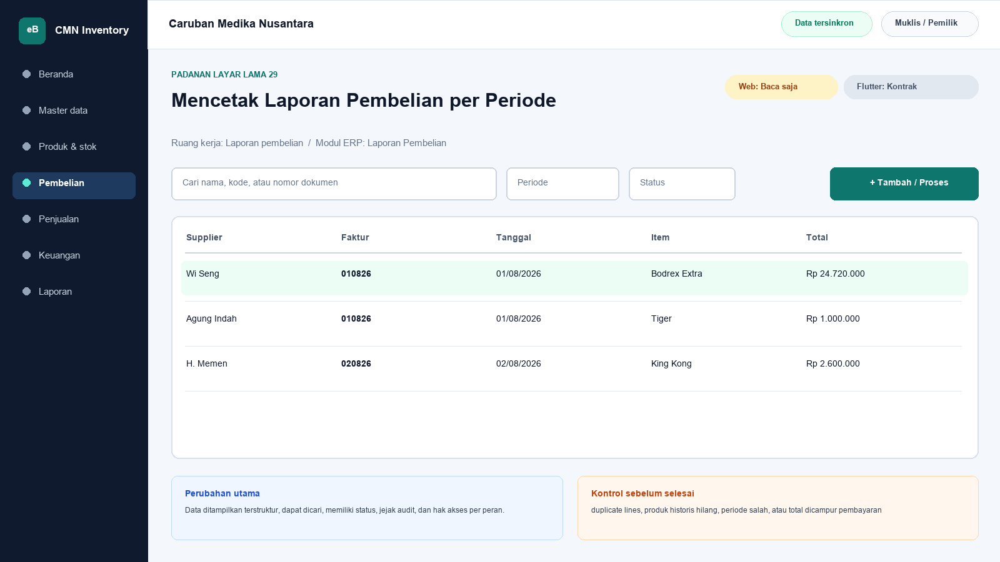 eB
CMN Inventory
Caruban Medika Nusantara
Data tersinkron
Muklis / Pemilik
Beranda
Master data
Produk & stok
Pembelian
Penjualan
Keuangan
Laporan
PADANAN LAYAR LAMA 29
Mencetak Laporan Pembelian per Periode
Web: Baca saja
Flutter: Kontrak
Ruang kerja: Laporan pembelian / Modul ERP: Laporan Pembelian
Cari nama, kode, atau nomor dokumen
Periode
Status
+ Tambah / Proses
Supplier Faktur Tanggal Item Total
Wi Seng 010826 01/08/2026 Bodrex Extra Rp 24.720.000
Agung Indah 010826 01/08/2026 Tiger Rp 1.000.000
H. Memen 020826 02/08/2026 King Kong Rp 2.600.000
Perubahan utama
Data ditampilkan terstruktur, dapat dicari, memiliki status, jejak audit, dan hak akses per peran.
Kontrol sebelum selesai
duplicate lines, produk historis hilang, periode salah, atau total dicampur pembayaran